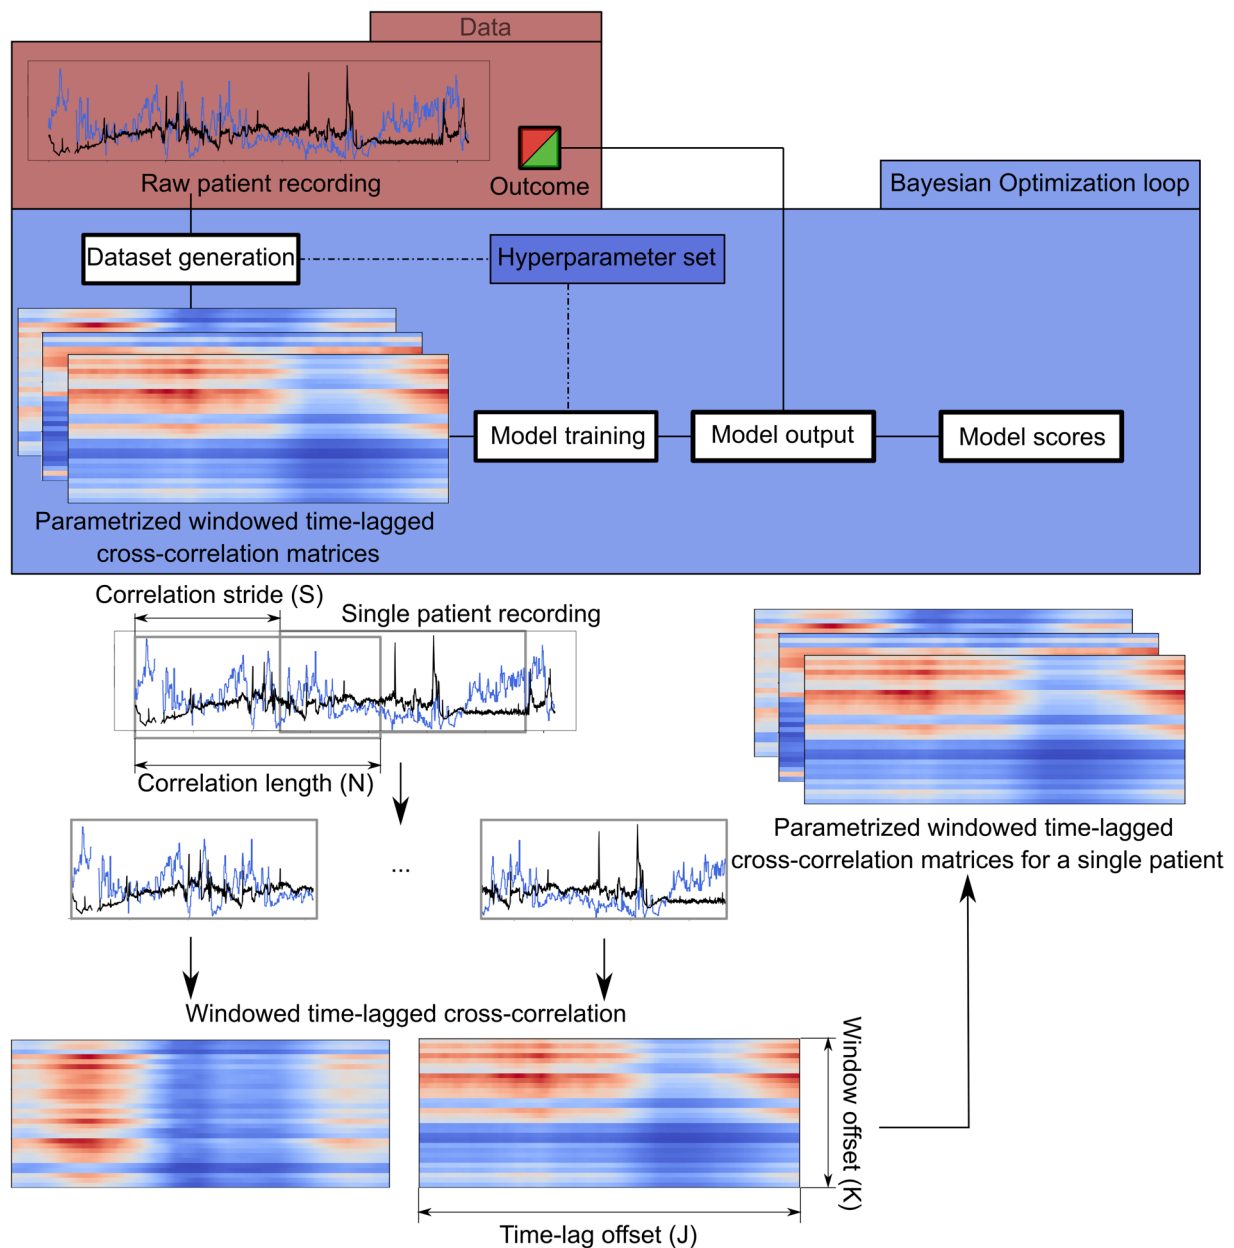 Data
Raw patient recording
Outcome
Bayesian Optimization loop
Dataset generation
Hyperparameter set
Model training
Model output
Model scores
Parametrized windowed time-lagged
cross-correlation matrices
Correlation stride (S)
Single patient recording
Correlation length (N)
...
Parametrized windowed time-lagged
cross-correlation matrices for a single patient
Windowed time-lagged cross-correlation
Window offset (K)
Time-lag offset (J)